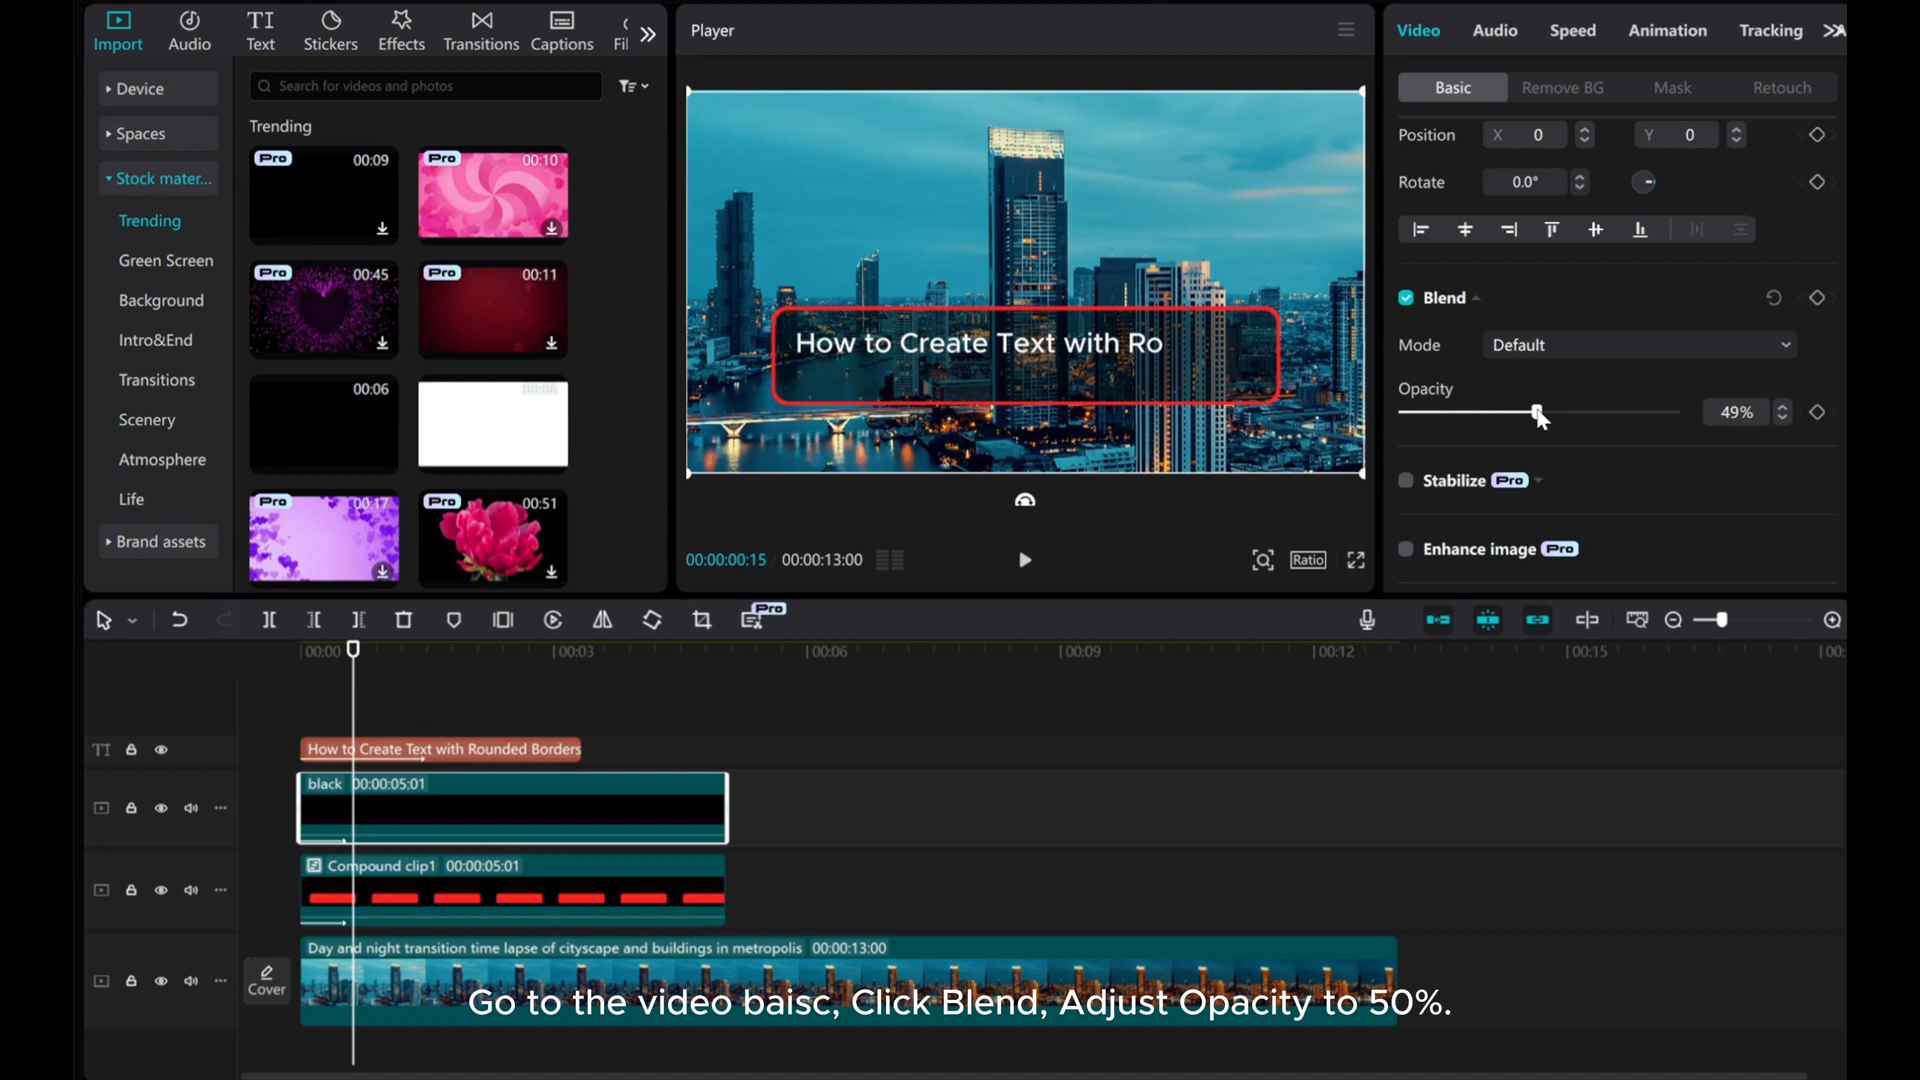 Import
Audio
Text
Stickers
Effects
Transitions
Captions
Fil
Device
Spaces
Stock mater...
Trending
Green Screen
Background
Intro&End
Transitions
Scenery
Atmosphere
Life
Brand assets
Search for videos and photos
Trending
Pro 00:09
Pro 00:10
Pro 00:45
Pro 00:11
00:06
00:06
Pro 00:17
Pro 00:51
Player
How to Create Text with Ro
00:00:00:15 00:00:13:00
Ratio
Video Audio Speed Animation Tracking
Basic Remove BG Mask Retouch
Position X 0 Y 0
Rotate 0.0°
Blend
Mode Default
Opacity
49%
Stabilize Pro
Enhance image Pro
Pro
00:00 00:03 00:06 00:09 00:12 00:15 00:
TI
How to Create Text with Rounded Borders
black 00:00:05:01
Compound clip1 00:00:05:01
Day and night transition time lapse of cityscape and buildings in metropolis 00:00:13:00
Cover
Go to the video baisc, Click Blend, Adjust Opacity to 50%.